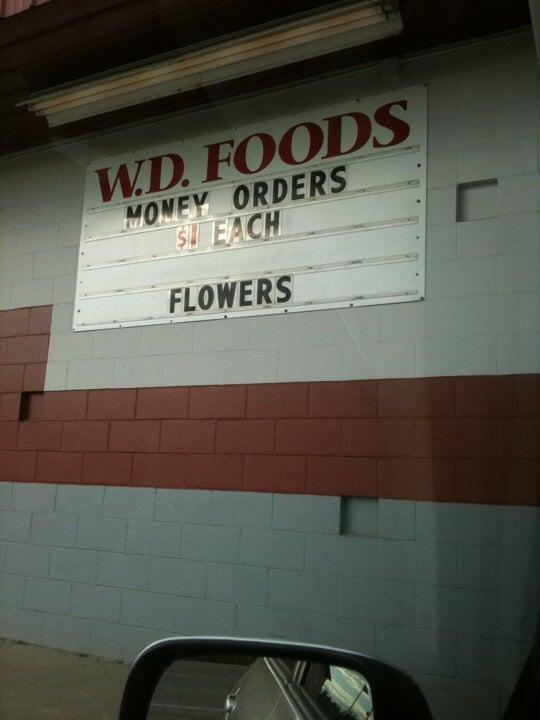 W.D. FOODS
MONEY ORDERS
$1 EACH
FLOWERS